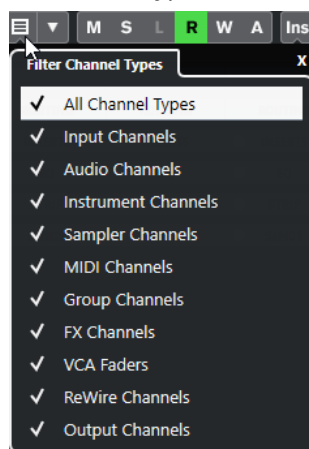 M S L R W A Ins
Filter Channel Types X
All Channel Types
Input Channels
Audio Channels
Instrument Channels
Sampler Channels
MIDI Channels
Group Channels
FX Channels
VCA Faders
ReWire Channels
Output Channels